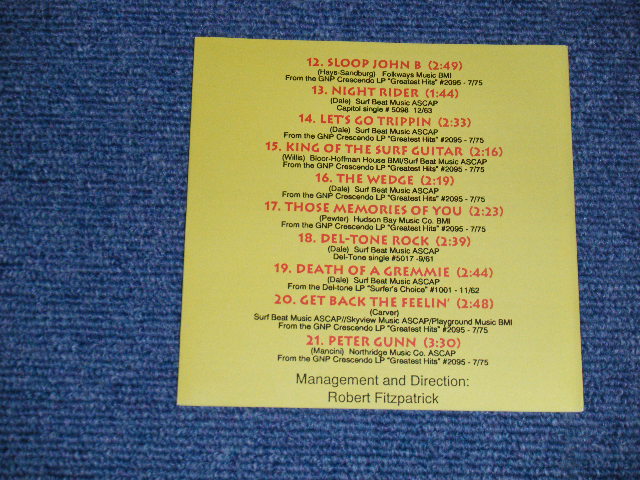 12. SLOOP JOHN B (2:49)
(Hays-Sandburg) Folkways Music BMI
From the GNP Crescendo LP "Greatest Hits" #2095 - 7/75
13. NIGHT RIDER (1:44)
(Dale) Surf Beat Music ASCAP
Capitol single # 5098 12/63
14. LET'S GO TRIPPIN (2:33)
(Dale) Surf Beat Music ASCAP
From the GNP Crescendo LP "Greatest Hits" #2095 - 7/75
15. KING OF THE SURF GUITAR (2:16)
(Willis) Bloor-Hoffman House BMI/Surf Beat Music ASCAP
From the GNP Crescendo LP "Greatest Hits" #2095 - 7/75
16. THE WEDGE (2:19)
(Dale) Surf Beat Music ASCAP
From the GNP Crescendo LP "Greatest Hits" #2095 - 7/75
17. THOSE MEMORIES OF YOU (2:23)
(Pewter) Hudson Bay Music Co. BMI
From the GNP Crescendo LP "Greatest Hits" #2095 - 7/75
18. DEL-TONE ROCK (2:39)
(Dale) Surf Beat Music ASCAP
Del-Tone single #5017 -9/61
19. DEATH OF A GREMMIE (2:44)
(Dale) Surf Beat Music ASCAP
From the Del-tone LP "Surfer's Choice" #1001 - 11/62
20. GET BACK THE FEELIN' (2:48)
(Carver)
Surf Beat Music ASCAP//Skyview Music ASCAP/Playground Music BMI
From the GNP Crescendo LP "Greatest Hits" #2095 - 7/75
21. PETER GUNN (3:30)
(Mancini) Northridge Music Co. ASCAP
From the GNP Crescendo LP "Greatest Hits" #2095 - 7/75
Management and Direction:
Robert Fitzpatrick